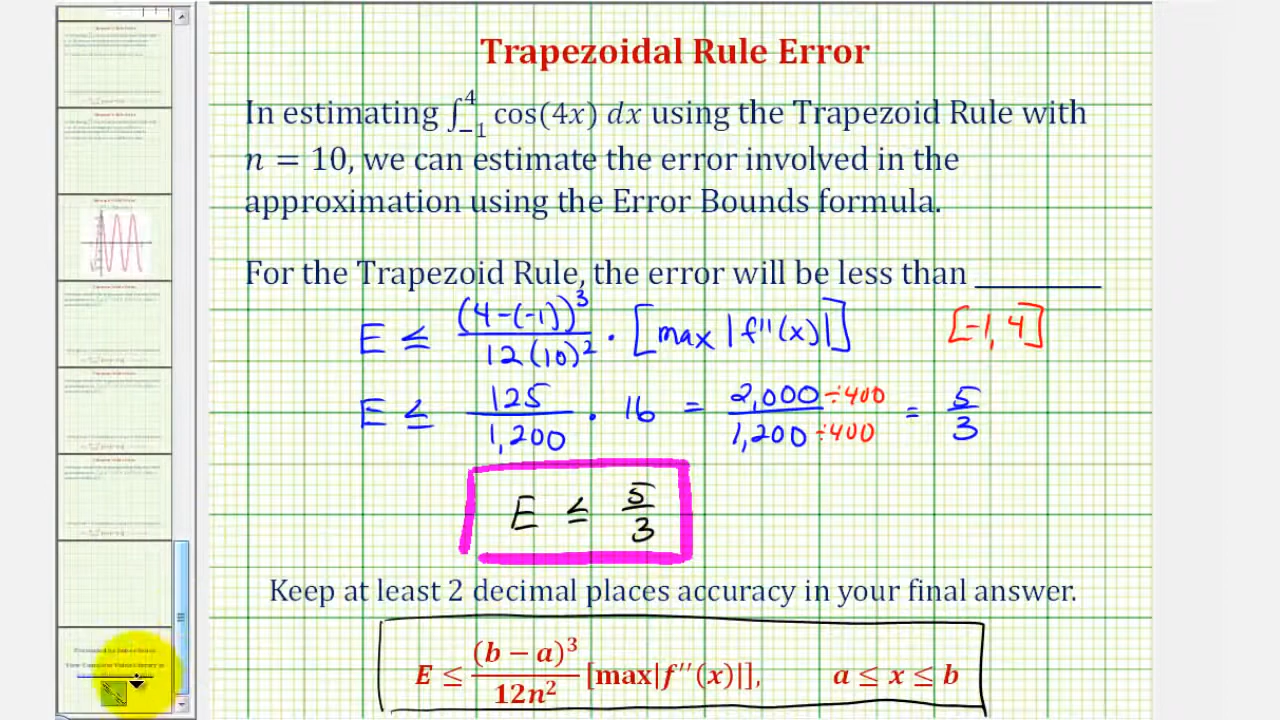 Trapezoidal Rule Error
In estimating ∫₋₁⁴ cos(4x) dx using the Trapezoid Rule with
n = 10, we can estimate the error involved in the
approximation using the Error Bounds formula.
For the Trapezoid Rule, the error will be less than ________
E ≤ (4-(-1))³/12(10)² · [max |f''(x)|] [-1, 4]
E ≤ 125/1,200 · 16 = 2,000÷400/1,200÷400 = 5/3
E ≤ 5/3
Keep at least 2 decimal places accuracy in your final answer.
E ≤ (b − a)³/12n² [max|f′′(x)|], a ≤ x ≤ b